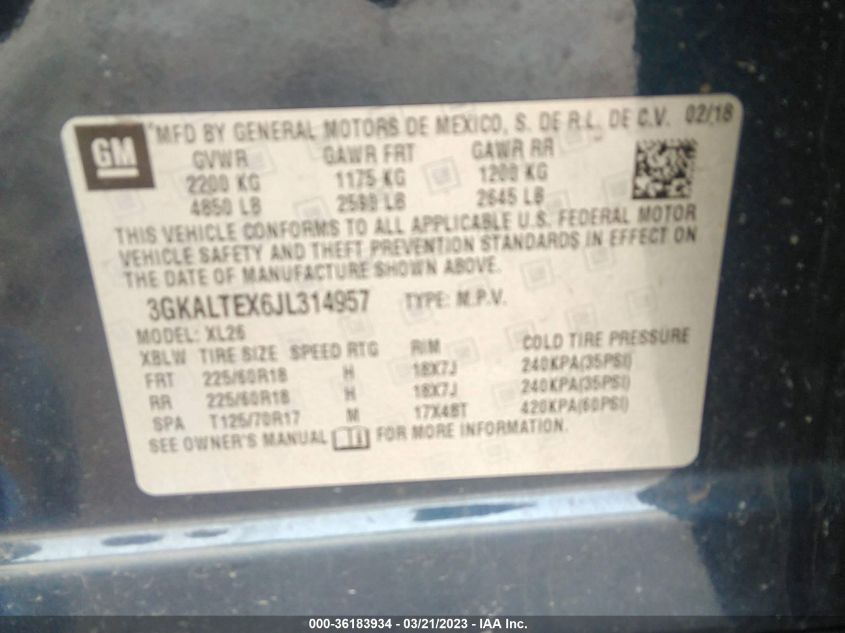 GM
MFD BY GENERAL MOTORS DE MEXICO, S. DE R.L. DE C.V. 02/18
GVWR GAWR FRT GAWR RR
2200 KG 1175 KG 1200 KG
4850 LB 2590 LB 2645 LB
THIS VEHICLE CONFORMS TO ALL APPLICABLE U.S. FEDERAL MOTOR
VEHICLE SAFETY AND THEFT PREVENTION STANDARDS IN EFFECT ON
THE DATE OF MANUFACTURE SHOWN ABOVE.
3GKALTEX6JL314957 TYPE: M.P.V.
MODEL: XL26
XBLW TIRE SIZE SPEED RTG RIM COLD TIRE PRESSURE
FRT 225/60R18 H 18X7J 240KPA(35PSI)
RR 225/60R18 H 18X7J 240KPA(35PSI)
SPA T125/70R17 M 17X4BT 420KPA(60PSI)
SEE OWNER'S MANUAL FOR MORE INFORMATION.
000-36183934 - 03/21/2023 - IAA Inc.